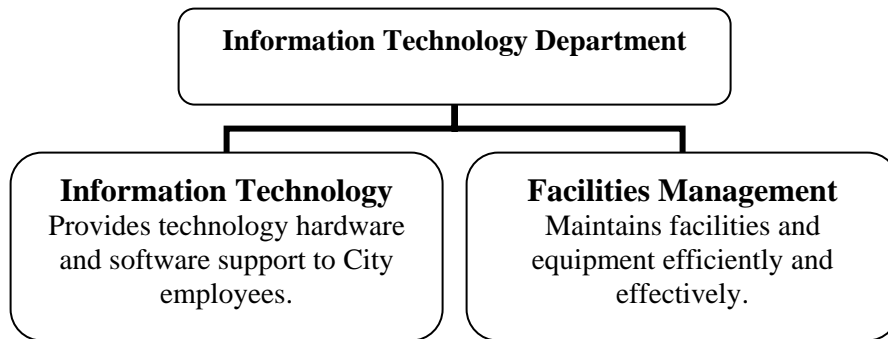 Information Technology Department
Information Technology
Provides technology hardware
and software support to City
employees.
Facilities Management
Maintains facilities and
equipment efficiently and
effectively.